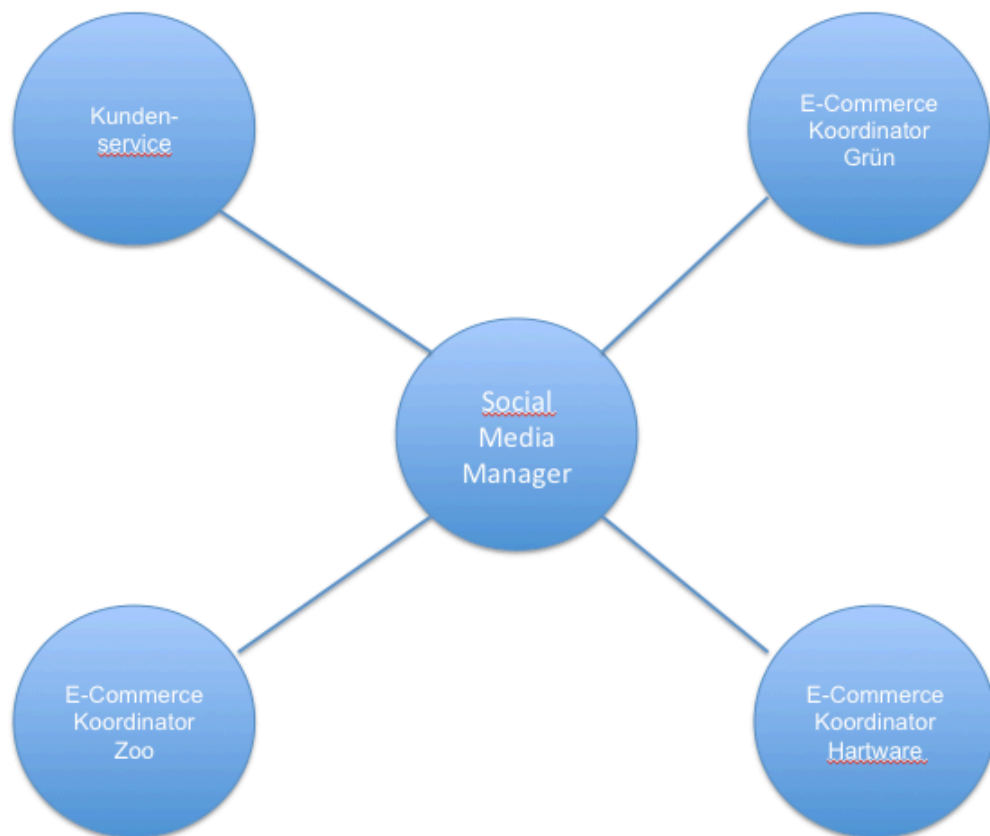 Kunden-
service
E-Commerce
Koordinator
Grün
Social
Media
Manager
E-Commerce
Koordinator
Zoo
E-Commerce
Koordinator
Hartware